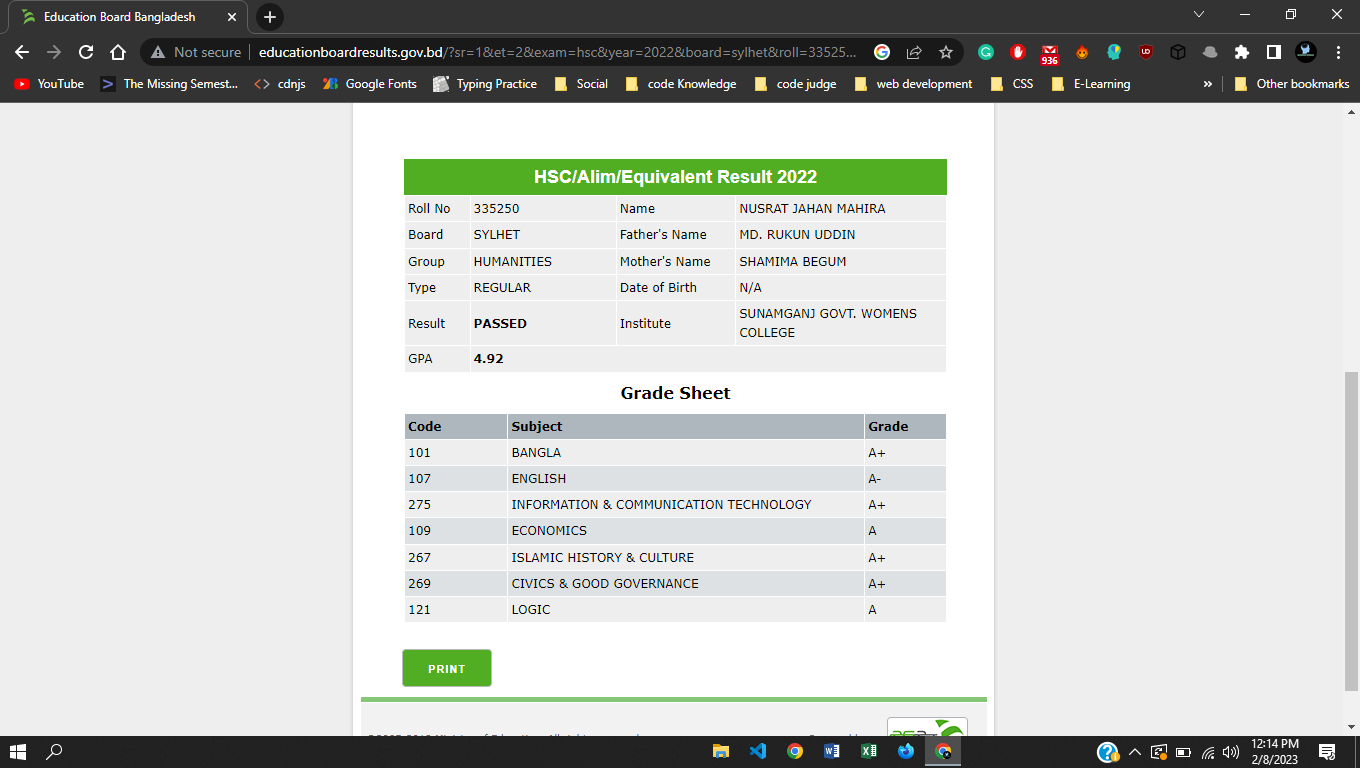 Education Board Bangladesh
Not secure educationboardresults.gov.bd/?sr=1&et=2&exam=hsc&year=2022&board=sylhet&roll=33525...
936
UD
YouTube The Missing Semest... cdnjs Google Fonts Typing Practice Social code Knowledge code judge web development CSS E-Learning » Other bookmarks
HSC/Alim/Equivalent Result 2022
Roll No 335250 Name NUSRAT JAHAN MAHIRA
Board SYLHET Father's Name MD. RUKUN UDDIN
Group HUMANITIES Mother's Name SHAMIMA BEGUM
Type REGULAR Date of Birth N/A
Result PASSED Institute SUNAMGANJ GOVT. WOMENS
COLLEGE
GPA 4.92
Grade Sheet
Code Subject Grade
101 BANGLA A+
107 ENGLISH A-
275 INFORMATION & COMMUNICATION TECHNOLOGY A+
109 ECONOMICS A
267 ISLAMIC HISTORY & CULTURE A+
269 CIVICS & GOOD GOVERNANCE A+
121 LOGIC A
PRINT
12:14 PM
2/8/2023